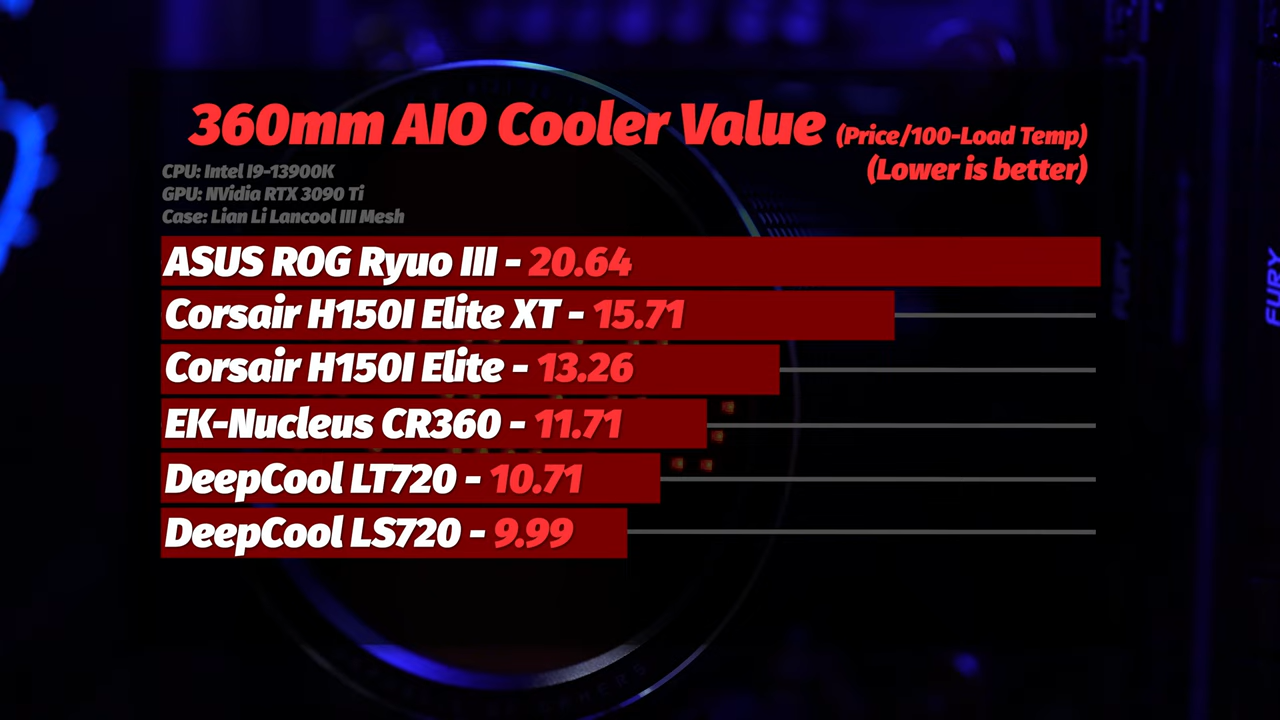 360mm AIO Cooler Value (Price/100-Load Temp)
(Lower is better)
CPU: Intel I9-13900K
GPU: NVidia RTX 3090 Ti
Case: Lian Li Lancool III Mesh
ASUS ROG Ryuo III - 20.64
Corsair H150I Elite XT - 15.71
Corsair H150I Elite - 13.26
EK-Nucleus CR360 - 11.71
DeepCool LT720 - 10.71
DeepCool LS720 - 9.99
FURY
FURY